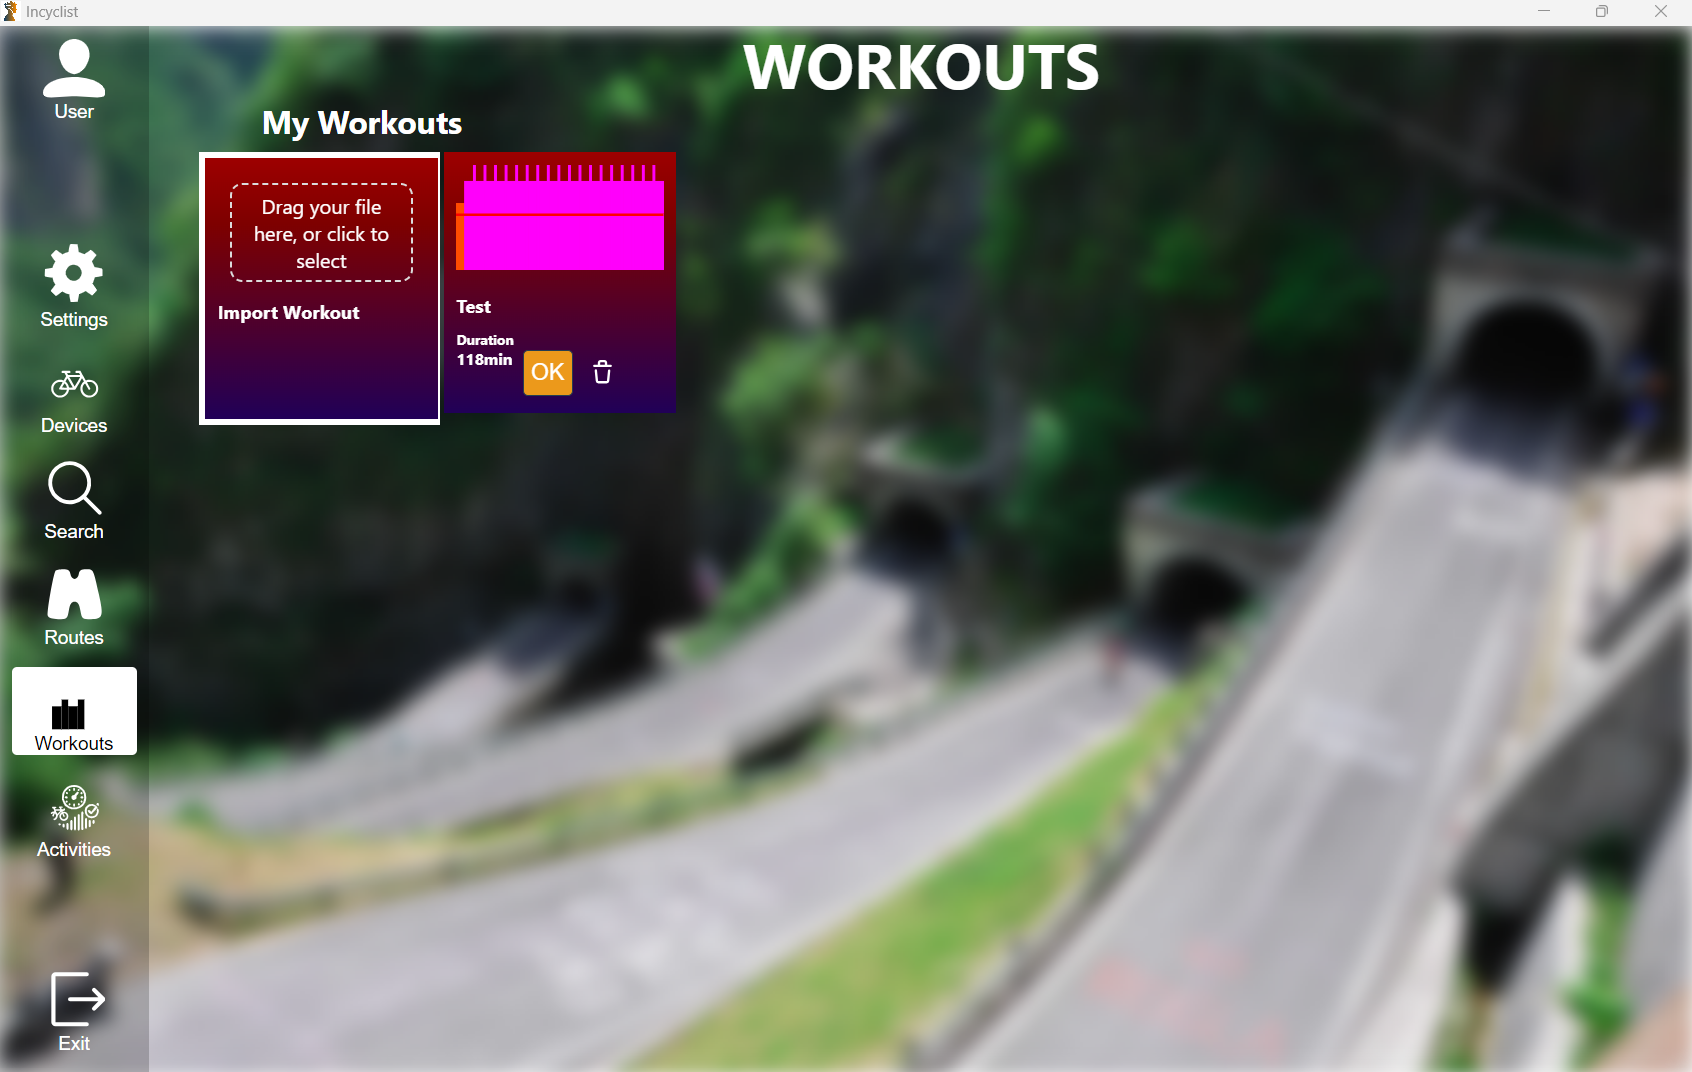 Incyclist
WORKOUTS
User
My Workouts
Drag your file
here, or click to
select
Import Workout
Test
Duration
118min
OK
Settings
Devices
Search
Routes
Workouts
Activities
Exit